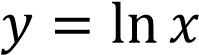 y = ln x